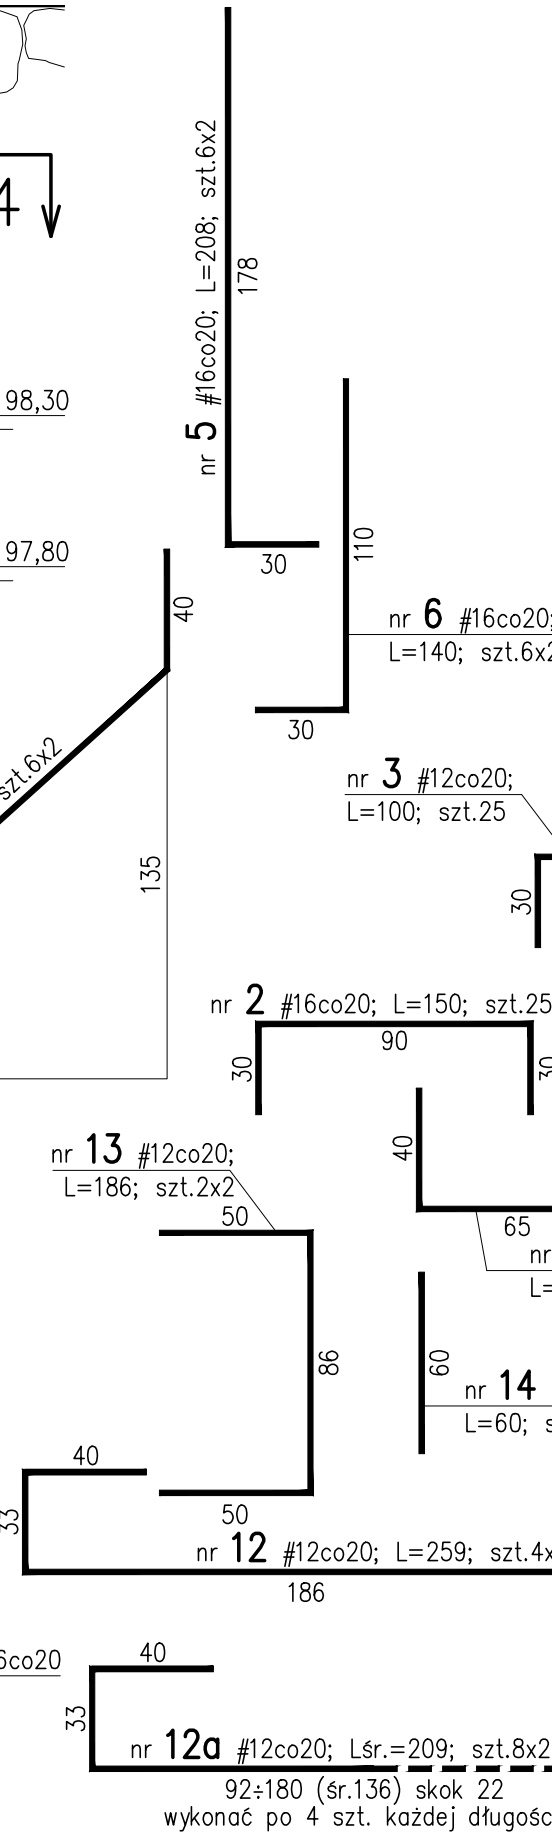 nr 5 #16co20; L=208; szt.6x2
178
4
98,30
97,80
30
110
40
nr 6 #16co20;
L=140; szt.6x2
30
szt.6x2
nr 3 #12co20;
L=100; szt.25
135
30
nr 2 #16co20; L=150; szt.25
90
30
30
nr 13 #12co20;
L=186; szt.2x2
40
50
65
nr
L=
86
60
nr 14
L=60; s
40
33
50
nr 12 #12co20; L=259; szt.4x
186
6co20
40
33
nr 12a #12co20; Lśr.=209; szt.8x2
92÷180 (śr.136) skok 22
wykonać po 4 szt. każdej długośc